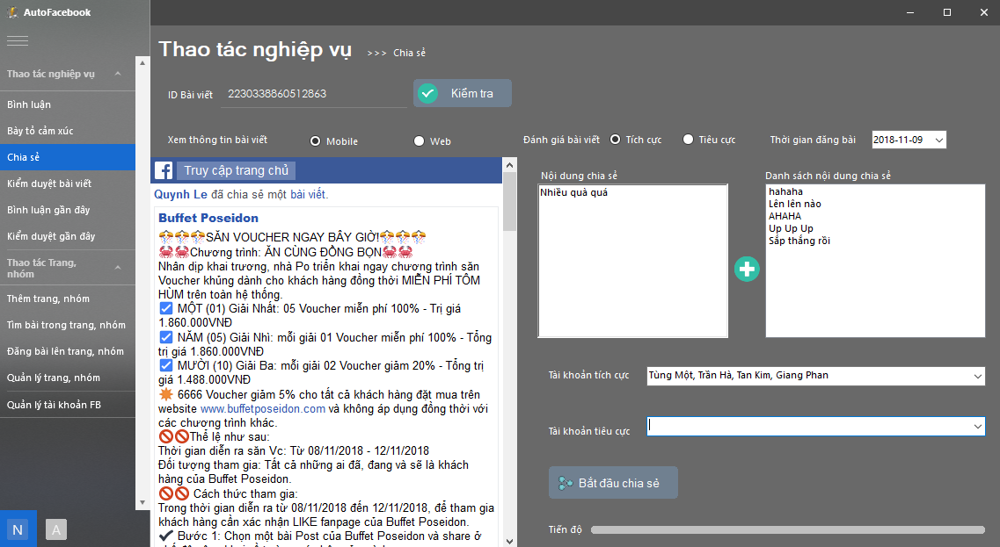 AutoFacebook
Thao tác nghiệp vụ
Bình luận
Bày tỏ cảm xúc
Chia sẻ
Kiểm duyệt bài viết
Bình luận gần đây
Kiểm duyệt gần đây
Thao tác Trang,
nhóm
Thêm trang, nhóm
Tìm bài trong trang, nhóm
Đăng bài lên trang, nhóm
Quản lý trang, nhóm
Quản lý tài khoản FB
N
A
Thao tác nghiệp vụ >>> Chia sẻ
ID Bài viết 2230338860512863 Kiểm tra
Xem thông tin bài viết Mobile Web
Đánh giá bài viết Tích cực Tiêu cực Thời gian đăng bài 2018-11-09
Truy cập trang chủ
Quynh Le đã chia sẻ một bài viết.
Buffet Poseidon
SĂN VOUCHER NGAY BÂY GIỜ!
Chương trình: ĂN CÙNG ĐỒNG BỌN
Nhân dịp khai trương, nhà Po triển khai ngay chương trình săn
Voucher khủng dành cho khách hàng đồng thời MIỄN PHÍ TÔM
HÙM trên toàn hệ thống.
MỘT (01) Giải Nhất: 05 Voucher miễn phí 100% - Trị giá
1.860.000VNĐ
NĂM (05) Giải Nhì: mỗi giải 01 Voucher miễn phí 100% - Tổng
trị giá 1.860.000VNĐ
MƯỜI (10) Giải Ba: mỗi giải 02 Voucher giảm 20% - Tổng trị
giá 1.488.000VNĐ
6666 Voucher giảm 5% cho tất cả khách hàng đặt mua trên
website www.buffetposeidon.com và không áp dụng đồng thời với
các chương trình khác.
Thể lệ như sau:
Thời gian diễn ra săn Vc: Từ 08/11/2018 - 12/11/2018
Đối tượng tham gia: Tất cả những ai đã, đang và sẽ là khách
hàng của Buffet Poseidon.
Cách thức tham gia:
Trong thời gian diễn ra từ 08/11/2018 đến 12/11/2018, để tham gia
khách hàng cần xác nhận LIKE fanpage của Buffet Poseidon.
Bước 1: Chọn một bài Post của Buffet Poseidon và share ở
Nội dung chia sẻ
Nhiều quà quá
Danh sách nội dung chia sẻ
hahaha
Lên lên nào
AHAHA
Up Up Up
Sắp thắng rồi
Tài khoản tích cực Tùng Một, Trần Hà, Tan Kim, Giang Phan
Tài khoản tiêu cực
Bắt đầu chia sẻ
Tiến độ